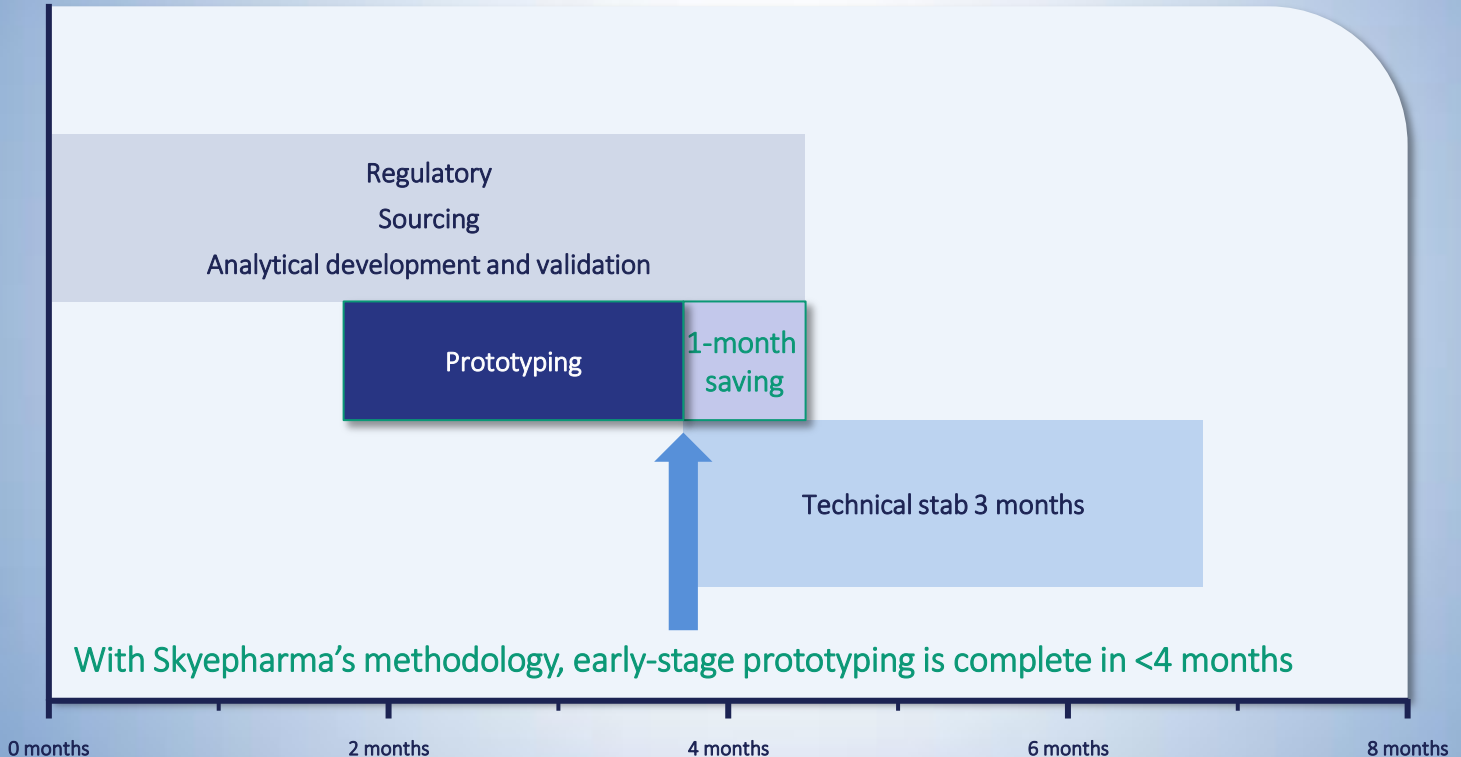 Regulatory
Sourcing
Analytical development and validation
Prototyping
1-month
saving
Technical stab 3 months
With Skyepharma’s methodology, early-stage prototyping is complete in <4 months
0 months
2 months
4 months
6 months
8 months